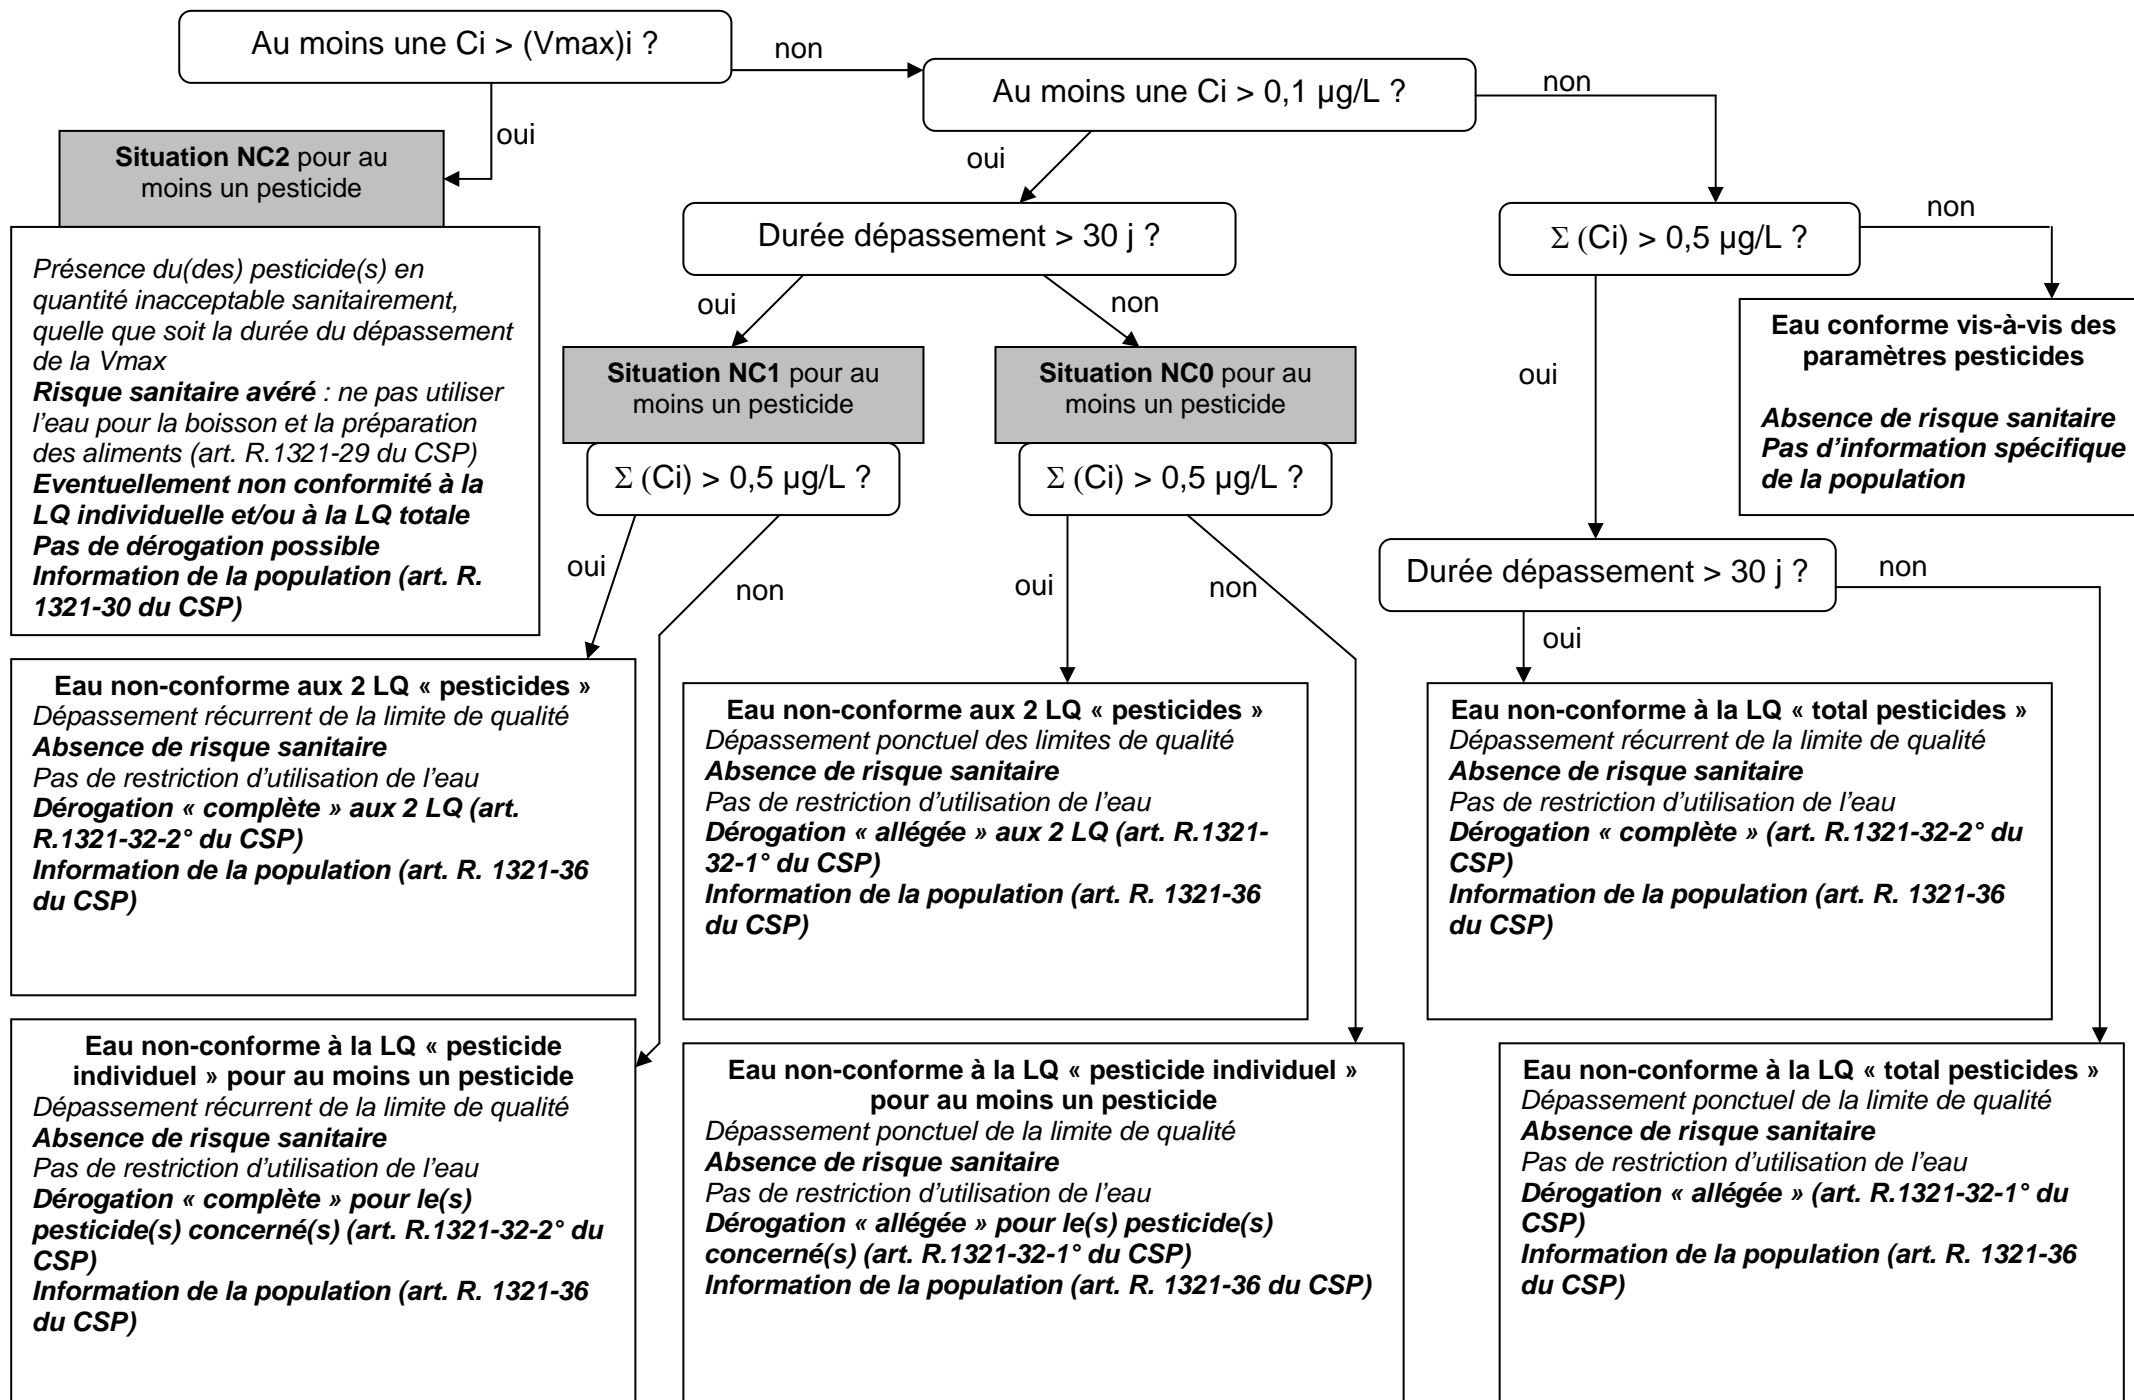 Au moins une Ci > (Vmax)i ?
non
Au moins une Ci > 0,1 µg/L ?
non
oui
Situation NC2 pour au
moins un pesticide
oui
Durée dépassement > 30 j ?
Σ (Ci) > 0,5 µg/L ?
non
Présence du(des) pesticide(s) en
quantité inacceptable sanitairement,
quelle que soit la durée du dépassement
de la Vmax
Risque sanitaire avéré : ne pas utiliser
l'eau pour la boisson et la préparation
des aliments (art. R.1321-29 du CSP)
Eventuellement non conformité à la
LQ individuelle et/ou à la LQ totale
Pas de dérogation possible
Information de la population (art. R.
1321-30 du CSP)
oui
non
Situation NC1 pour au
moins un pesticide
Situation NC0 pour au
moins un pesticide
oui
Eau conforme vis-à-vis des
paramètres pesticides
Absence de risque sanitaire
Pas d'information spécifique
de la population
Σ (Ci) > 0,5 µg/L ?
Σ (Ci) > 0,5 µg/L ?
oui
non
oui
non
Durée dépassement > 30 j ?
non
oui
Eau non-conforme aux 2 LQ « pesticides »
Dépassement récurrent de la limite de qualité
Absence de risque sanitaire
Pas de restriction d'utilisation de l'eau
Dérogation « complète » aux 2 LQ (art.
R.1321-32-2° du CSP)
Information de la population (art. R. 1321-36
du CSP)
Eau non-conforme aux 2 LQ « pesticides »
Dépassement ponctuel des limites de qualité
Absence de risque sanitaire
Pas de restriction d'utilisation de l'eau
Dérogation « allégée » aux 2 LQ (art. R.1321-
32-1° du CSP)
Information de la population (art. R. 1321-36
du CSP)
Eau non-conforme à la LQ « total pesticides »
Dépassement récurrent de la limite de qualité
Absence de risque sanitaire
Pas de restriction d'utilisation de l'eau
Dérogation « complète » (art. R.1321-32-2° du
CSP)
Information de la population (art. R. 1321-36
du CSP)
Eau non-conforme à la LQ « pesticide
individuel » pour au moins un pesticide
Dépassement récurrent de la limite de qualité
Absence de risque sanitaire
Pas de restriction d'utilisation de l'eau
Dérogation « complète » pour le(s)
pesticide(s) concerné(s) (art. R.1321-32-2° du
CSP)
Information de la population (art. R. 1321-36
du CSP)
Eau non-conforme à la LQ « pesticide individuel »
pour au moins un pesticide
Dépassement ponctuel de la limite de qualité
Absence de risque sanitaire
Pas de restriction d'utilisation de l'eau
Dérogation « allégée » pour le(s) pesticide(s)
concerné(s) (art. R.1321-32-1° du CSP)
Information de la population (art. R. 1321-36 du CSP)
Eau non-conforme à la LQ « total pesticides »
Dépassement ponctuel de la limite de qualité
Absence de risque sanitaire
Pas de restriction d'utilisation de l'eau
Dérogation « allégée » (art. R.1321-32-1° du
CSP)
Information de la population (art. R. 1321-36
du CSP)